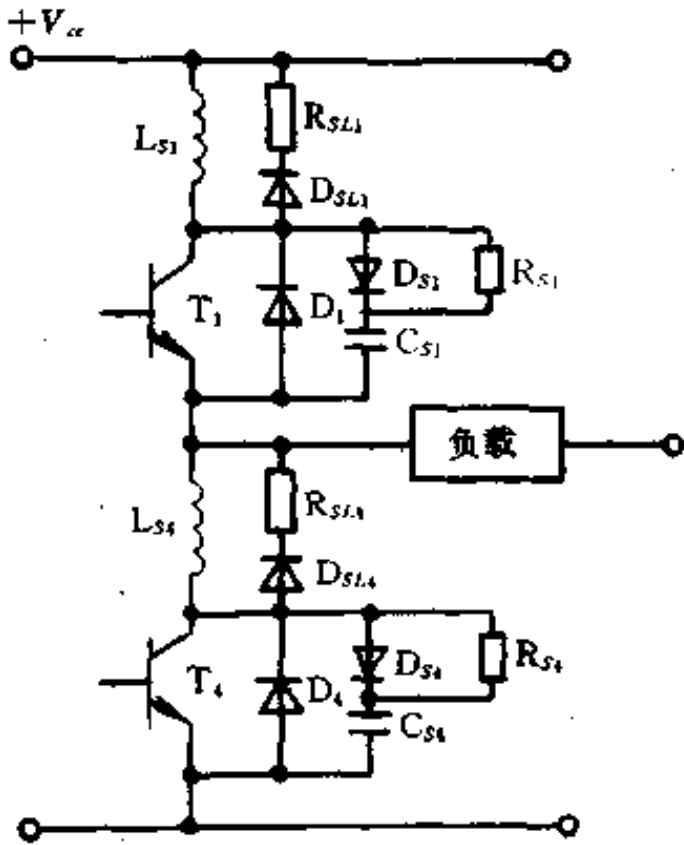 +Vcc
RSL1
LS1
DSL1
DS1
RS1
T1
D1
CS1
负载
LS4
RSL4
DSL4
DS4
RS4
T4
D4
CS4